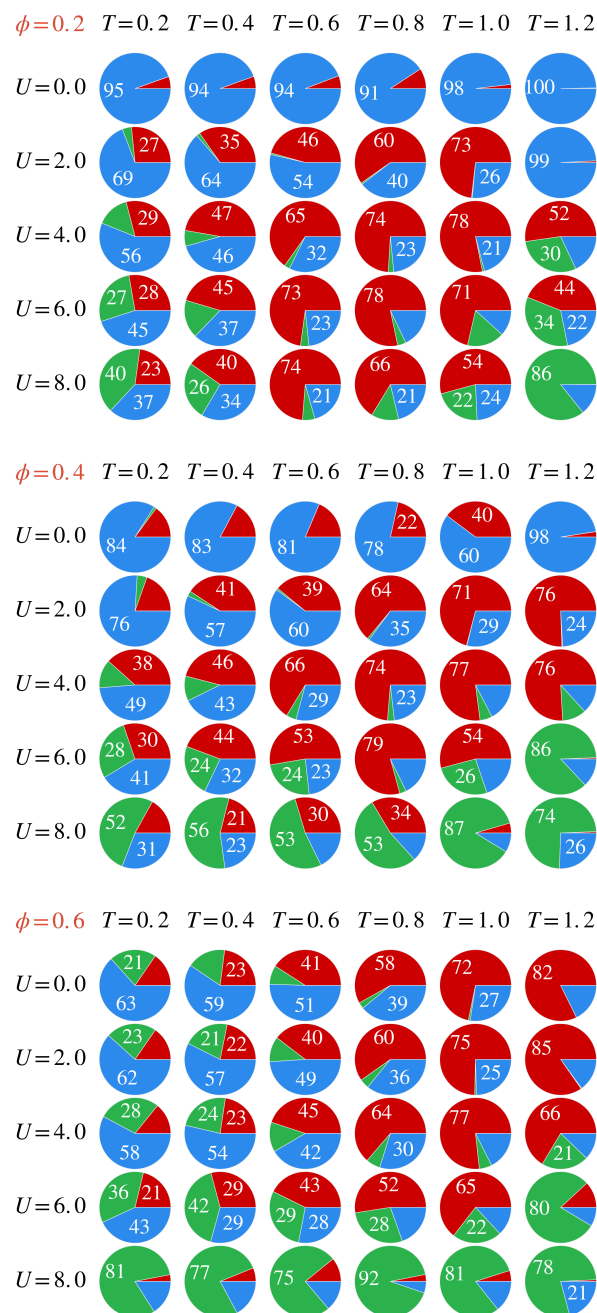 ϕ=0.2 T=0.2 T=0.4 T=0.6 T=0.8 T=1.0 T=1.2
U=0.0 95 94 94 91 98 100
U=2.0 69 27 64 35 46 54 60 40 73 26 99
U=4.0 29 56 47 46 65 32 74 23 78 21 52 30
U=6.0 27 28 45 45 37 73 23 78 71 44 34 22
U=8.0 40 23 37 40 26 34 74 21 66 21 54 22 24 86
ϕ=0.4 T=0.2 T=0.4 T=0.6 T=0.8 T=1.0 T=1.2
U=0.0 84 83 81 22 78 40 60 98
U=2.0 76 41 57 39 60 64 35 71 29 76 24
U=4.0 38 49 46 43 66 29 74 23 77 76
U=6.0 28 30 41 44 24 32 53 24 23 79 54 26 86
U=8.0 52 31 56 21 23 30 53 34 53 87 74 26
ϕ=0.6 T=0.2 T=0.4 T=0.6 T=0.8 T=1.0 T=1.2
U=0.0 21 63 23 59 41 51 58 39 72 27 82
U=2.0 23 62 21 22 57 40 49 60 36 75 25 85
U=4.0 28 58 24 23 54 45 42 64 30 77 66 21
U=6.0 36 21 43 42 29 29 43 29 28 52 28 65 22 80
U=8.0 81 77 75 92 81 78 21